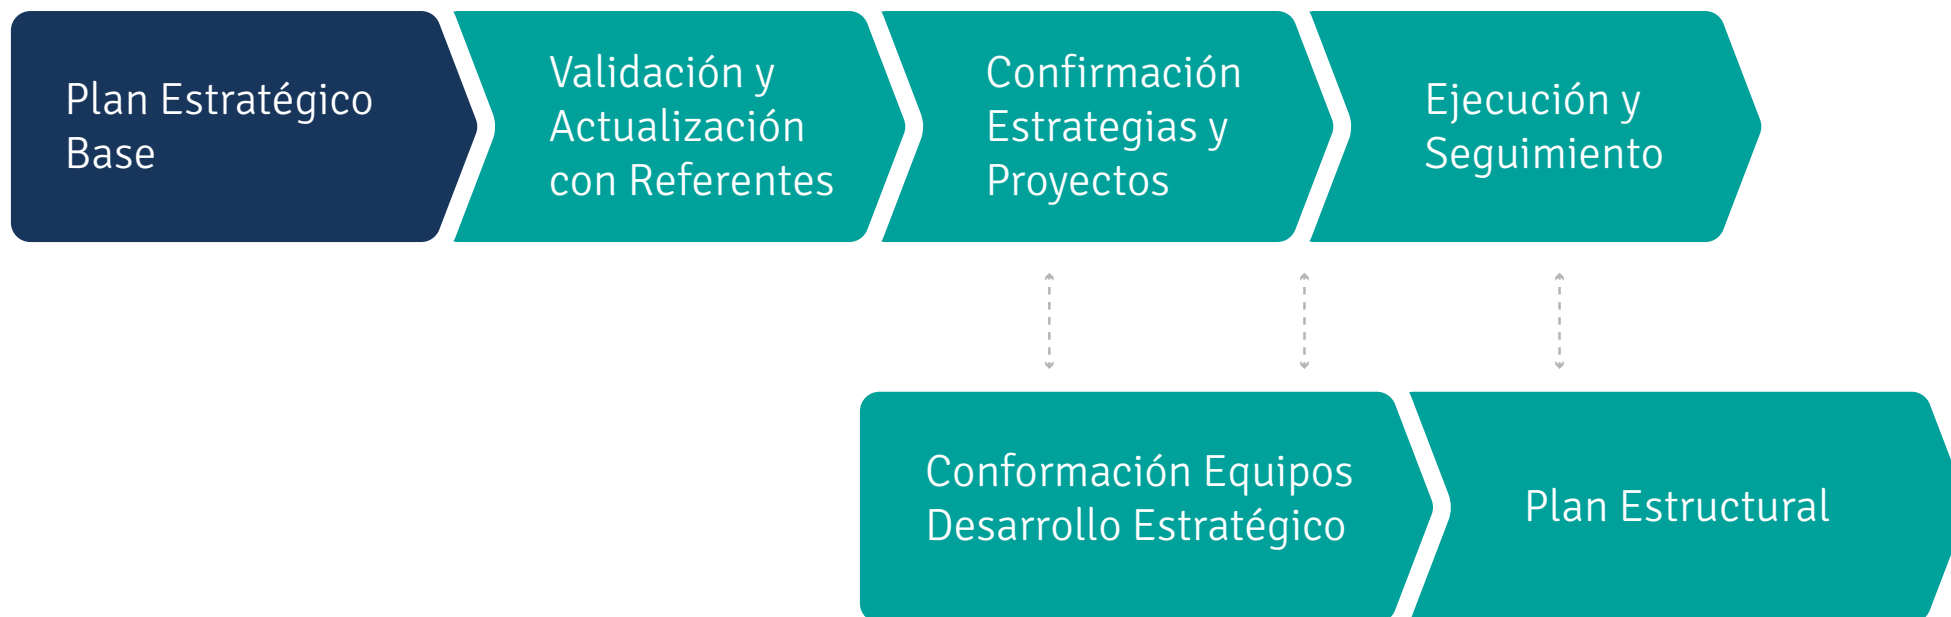 Plan Estratégico
Base
Validación y
Actualización
con Referentes
Confirmación
Estrategias y
Proyectos
Ejecución y
Seguimiento
Conformación Equipos
Desarrollo Estratégico
Plan Estructural